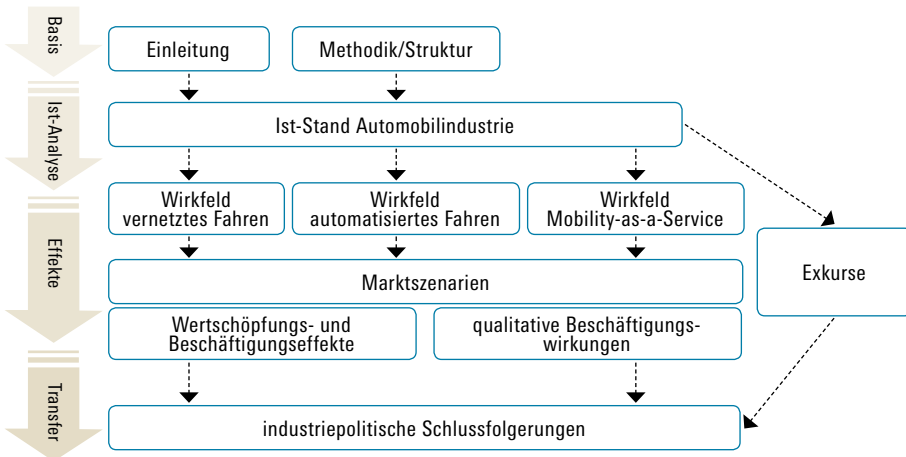 Basis
Einleitung
Methodik/Struktur
Ist-Analyse
Ist-Stand Automobilindustrie
Effekte
Wirkfeld
vernetztes Fahren
Wirkfeld
automatisiertes Fahren
Wirkfeld
Mobility-as-a-Service
Exkurse
Marktszenarien
Wertschöpfungs- und
Beschäftigungseffekte
qualitative Beschäftigungs-
wirkungen
Transfer
industriepolitische Schlussfolgerungen